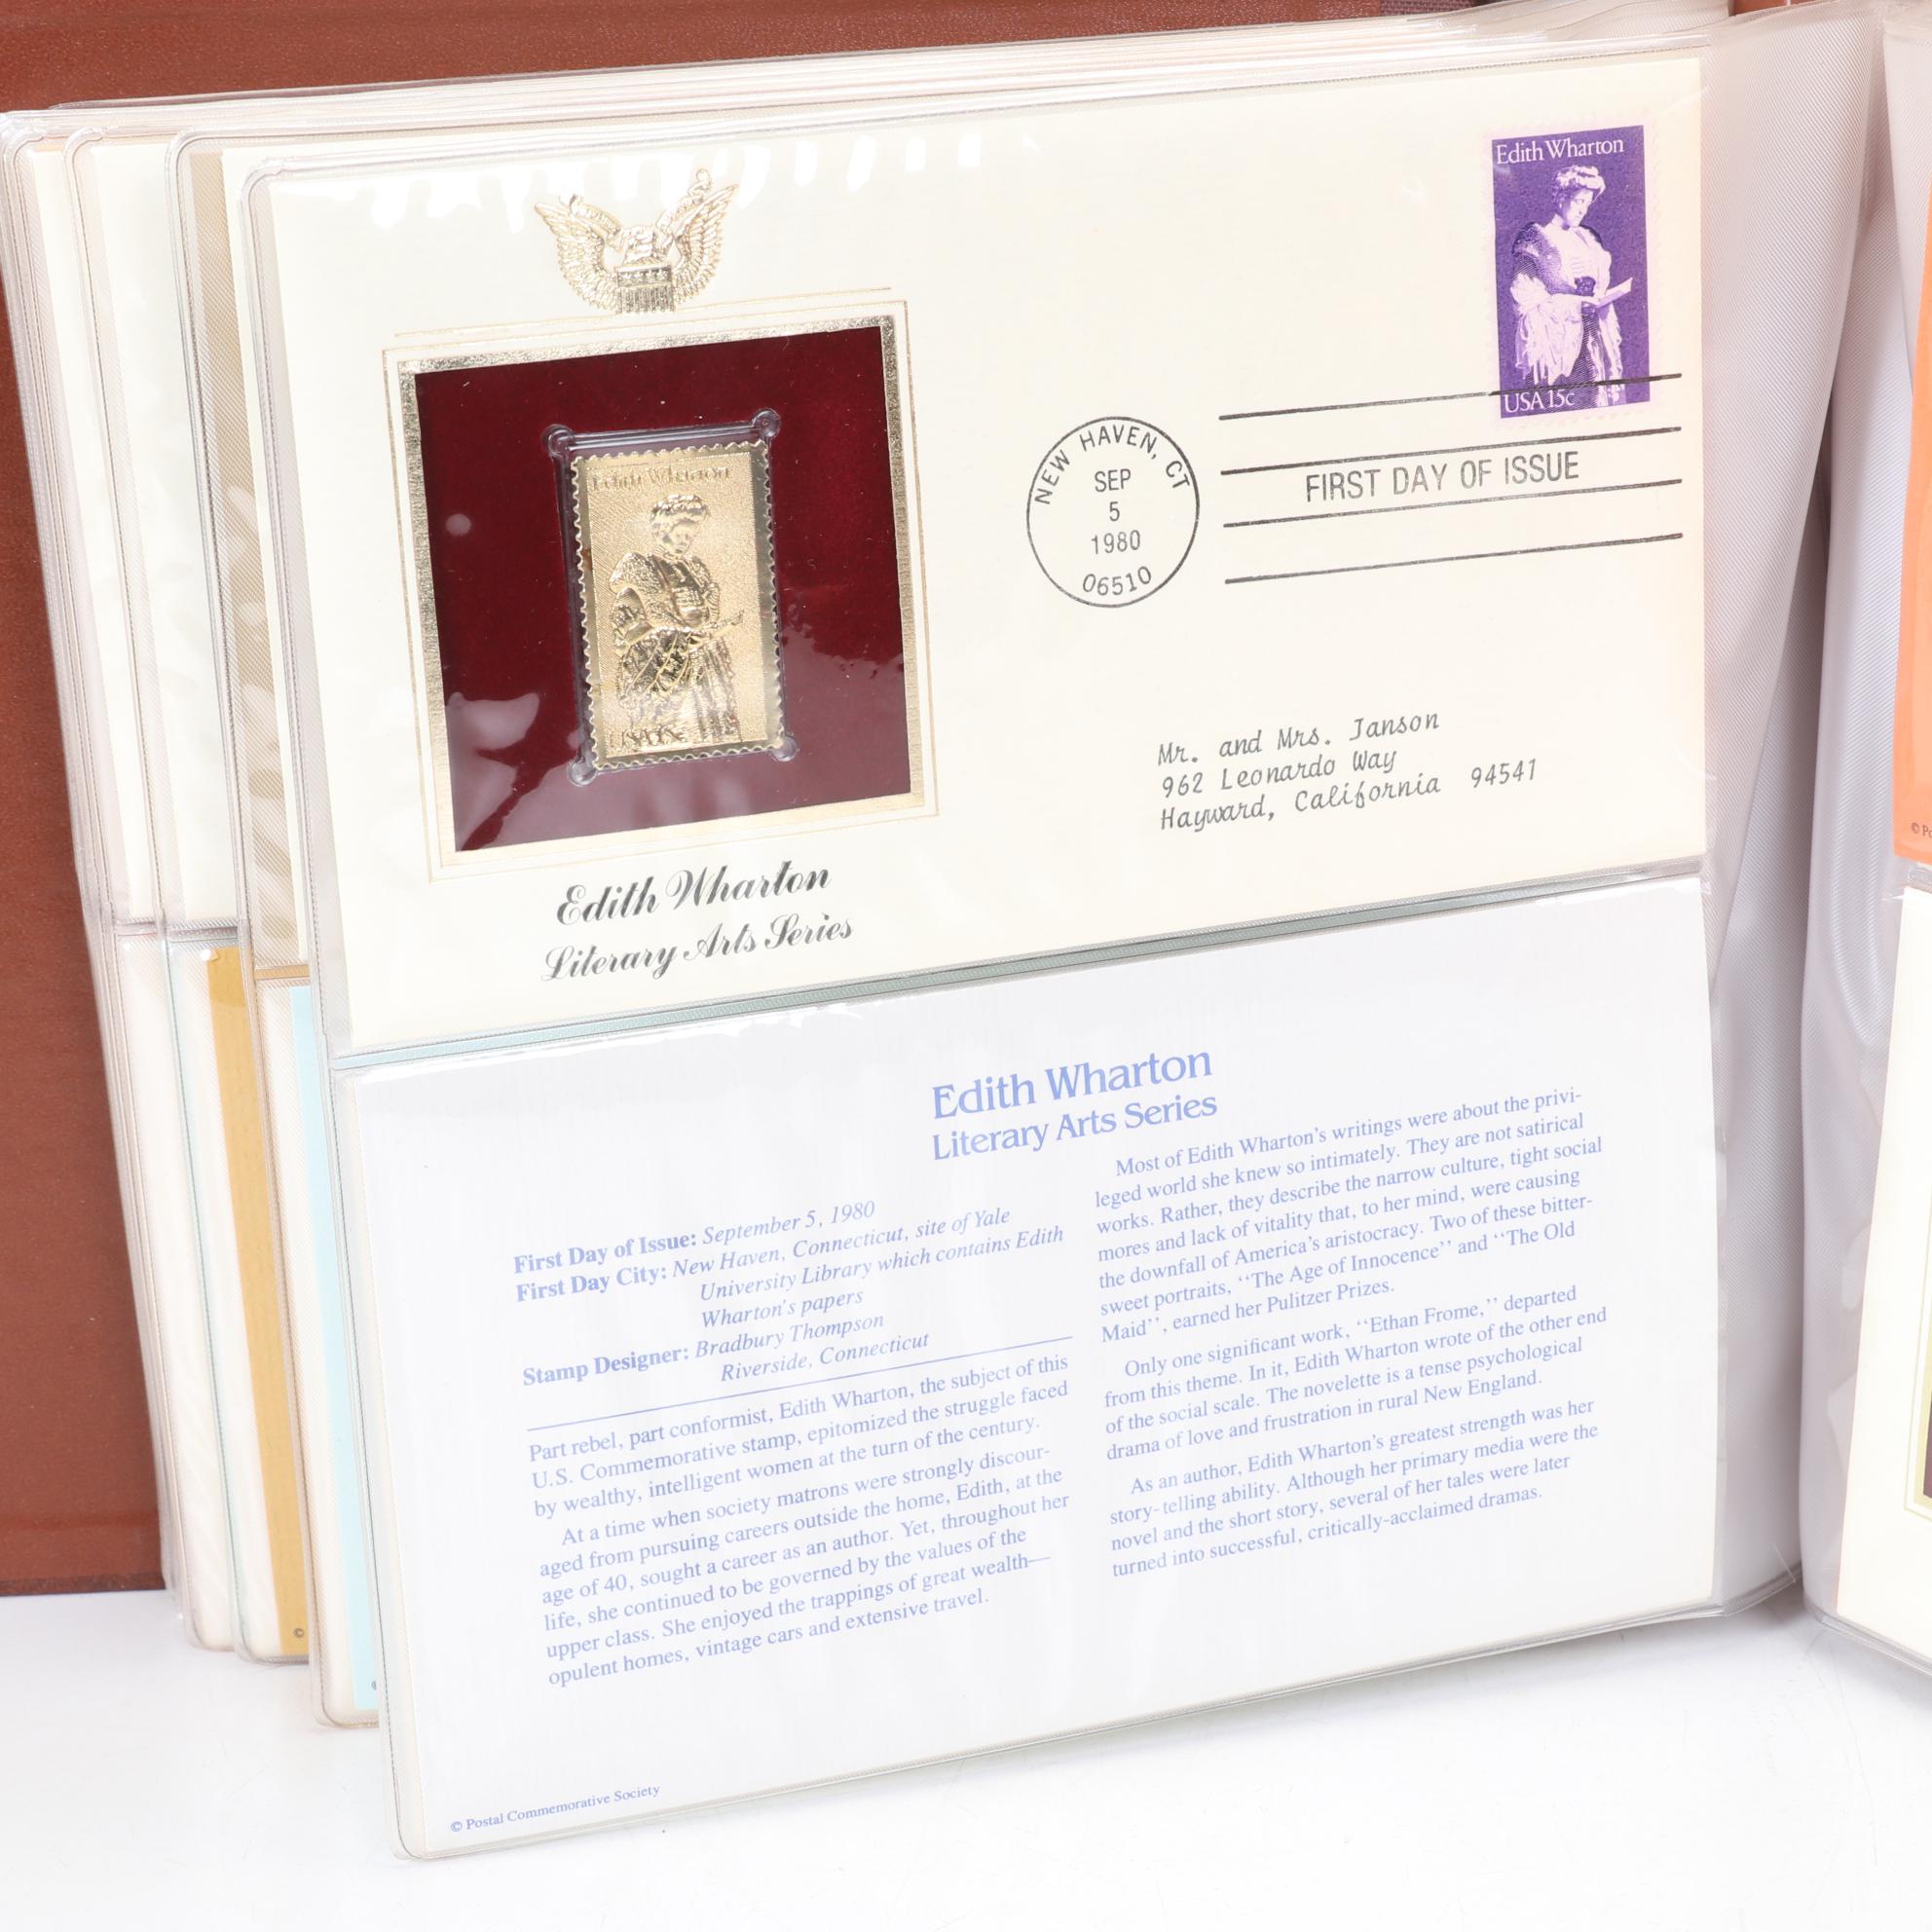 Edith Wharton
USA 15c
Edith Wharton
USA 15c
NEW HAVEN, CT
SEP
5
1980
06510
FIRST DAY OF ISSUE
Mr. and Mrs. Janson
962 Leonardo Way
Hayward, California 94541
Edith Wharton
Literary Arts Series
Edith Wharton
Literary Arts Series
First Day of Issue: September 5, 1980
First Day City: New Haven, Connecticut, site of Yale
University Library which contains Edith
Wharton's papers
Stamp Designer: Bradbury Thompson
Riverside, Connecticut
Part rebel, part conformist, Edith Wharton, the subject of this
U.S. Commemorative stamp, epitomized the struggle faced
by wealthy, intelligent women at the turn of the century.
At a time when society matrons were strongly discour-
aged from pursuing careers outside the home, Edith, at the
age of 40, sought a career as an author. Yet, throughout her
life, she continued to be governed by the values of the
upper class. She enjoyed the trappings of great wealth—
opulent homes, vintage cars and extensive travel.
Most of Edith Wharton's writings were about the privi-
leged world she knew so intimately. They are not satirical
works. Rather, they describe the narrow culture, tight social
mores and lack of vitality that, to her mind, were causing
the downfall of America's aristocracy. Two of these bitter-
sweet portraits, ‘‘The Age of Innocence’’ and ‘‘The Old
Maid’’, earned her Pulitzer Prizes.
Only one significant work, ‘‘Ethan Frome,’’ departed
from this theme. In it, Edith Wharton wrote of the other end
of the social scale. The novelette is a tense psychological
drama of love and frustration in rural New England.
As an author, Edith Wharton's greatest strength was her
story-telling ability. Although her primary media were the
novel and the short story, several of her tales were later
turned into successful, critically-acclaimed dramas.
© Postal Commemorative Society